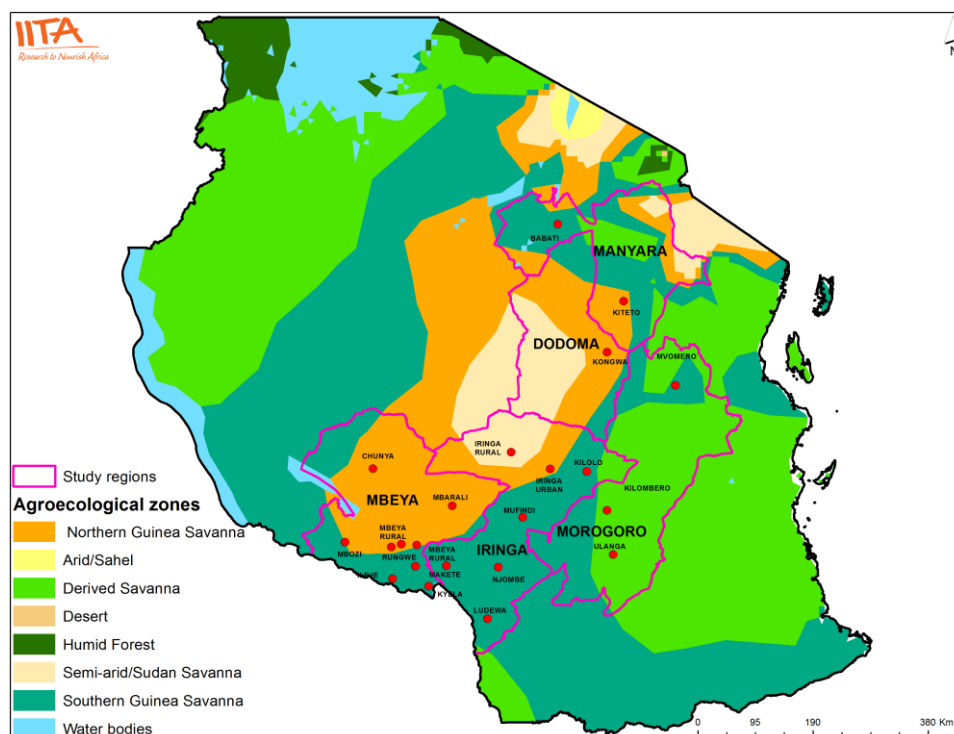 IITA
Research to Nourish Africa
N
BABATI
MANYARA
KITETO
DODOMA
KONGWA
MVOMERO
IRINGA
RURAL
CHUNYA
IRINGA
URBAN
KILOLO
KILOMBERO
MBEYA
MBARALI
MUFINDI
MOROGORO
MBEYA
RURAL
MBOZI
RUNGWE
MBEYA
RURAL
IRINGA
ULANGA
MAKETE
NJOMBE
KYELA
LUDEWA
Study regions
Agroecological zones
Northern Guinea Savanna
Arid/Sahel
Derived Savanna
Desert
Humid Forest
Semi-arid/Sudan Savanna
Southern Guinea Savanna
Water bodies
0 95 190 380 Km